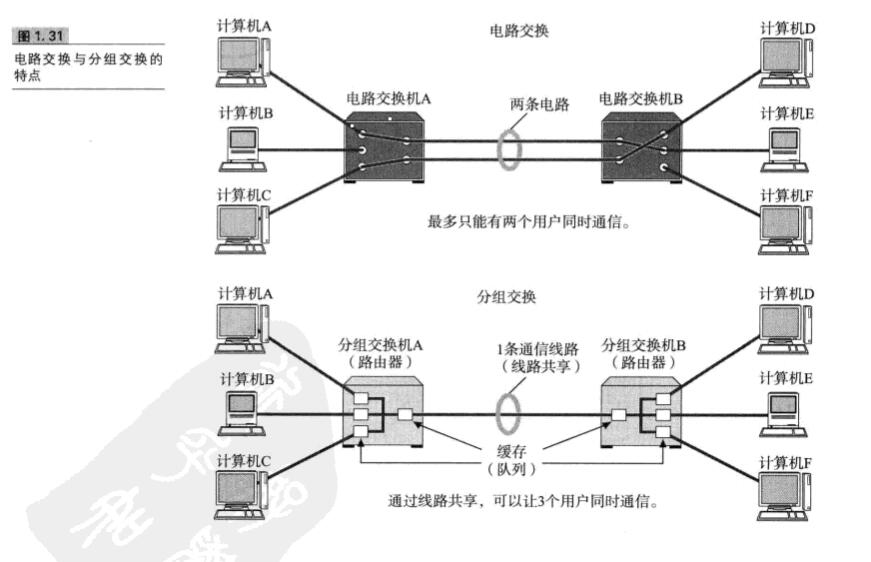 图1.31
电路交换与分组交换的
特点
电路交换
计算机A
计算机D
电路交换机A
两条电路
电路交换机B
计算机B
计算机E
计算机C
计算机F
最多只能有两个用户同时通信。
分组交换
计算机A
计算机D
分组交换机A
（路由器）
1条通信线路
（线路共享）
分组交换机B
（路由器）
计算机B
计算机E
缓存
（队列）
计算机C
计算机F
通过线路共享，可以让3个用户同时通信。